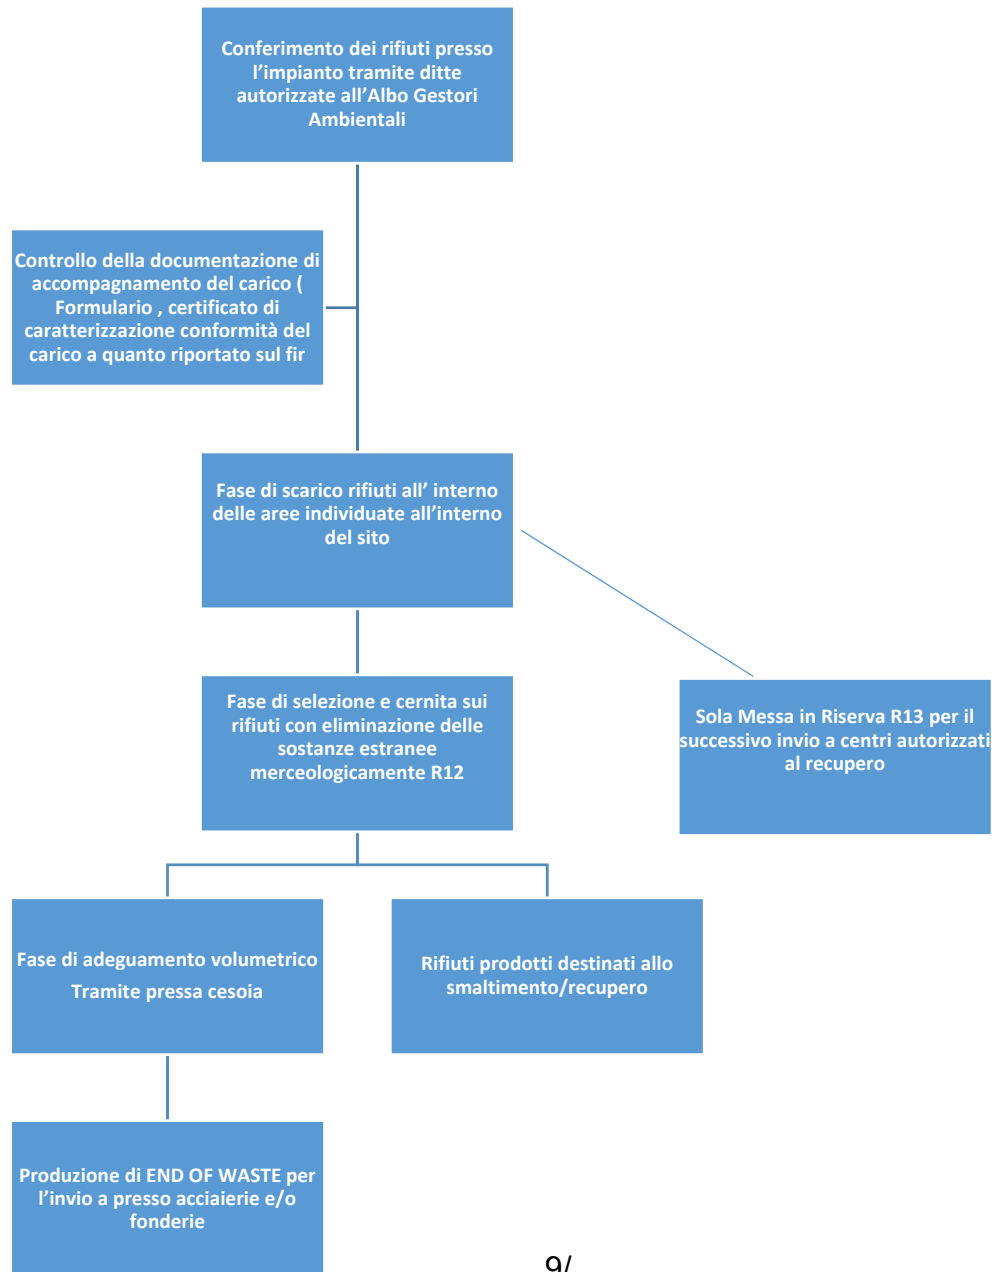 Conferimento dei rifiuti presso
l'impianto tramite ditte
autorizzate all'Albo Gestori
Ambientali
Controllo della documentazione di
accompagnamento del carico (
Formulario , certificato di
caratterizzazione conformità del
carico a quanto riportato sul fir
Fase di scarico rifiuti all' interno
delle aree individuate all'interno
del sito
Fase di selezione e cernita sui
rifiuti con eliminazione delle
sostanze estranee
merceologicamente R12
Sola Messa in Riserva R13 per il
successivo invio a centri autorizzati
al recupero
Fase di adeguamento volumetrico
Tramite pressa cesoia
Rifiuti prodotti destinati allo
smaltimento/recupero
Produzione di END OF WASTE per
l'invio a presso acciaierie e/o
fonderie
9/